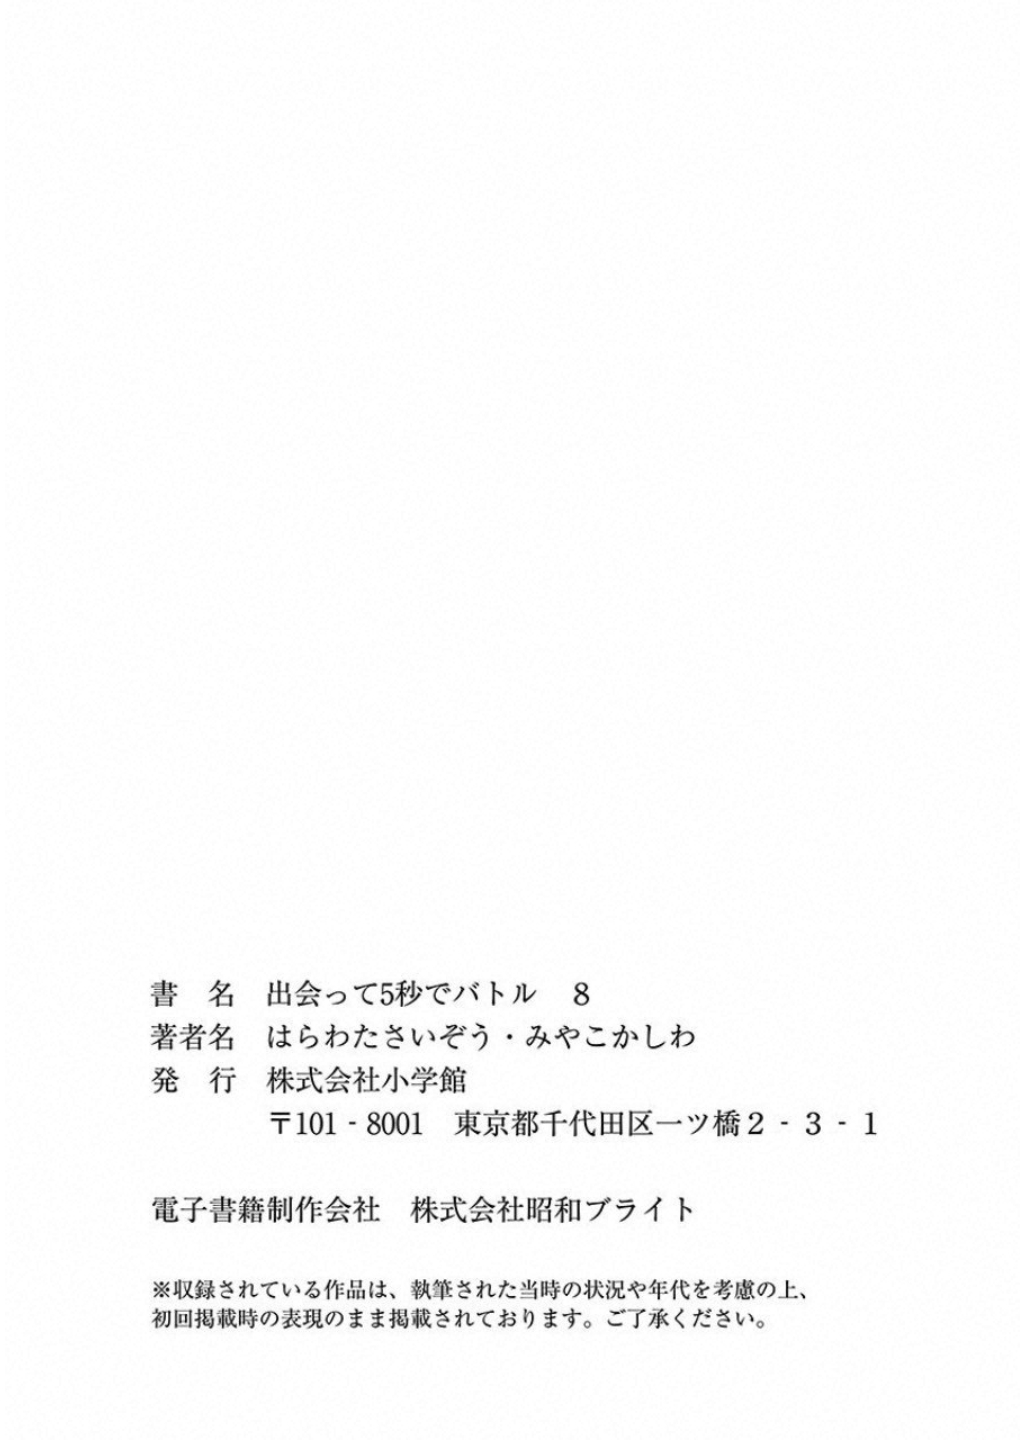 書　名　出会って5秒でバトル　８
著者名　はらわたさいぞう・みやこかしわ
発　行　株式会社小学館
〒101‐8001　東京都千代田区一ツ橋２‐３‐１
電子書籍制作会社　株式会社昭和ブライト
※収録されている作品は、執筆された当時の状況や年代を考慮の上、
初回掲載時の表現のまま掲載されております。ご了承ください。